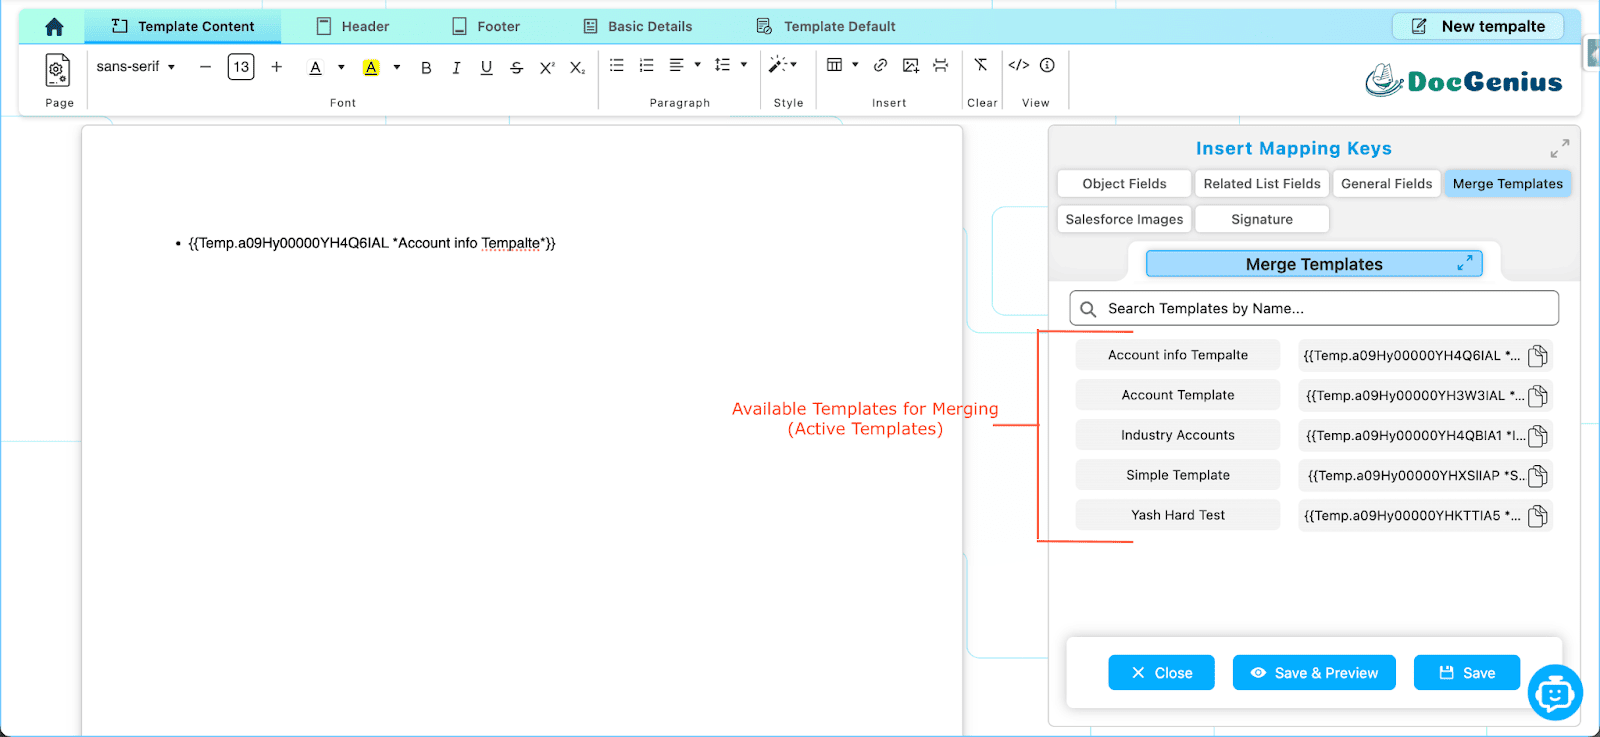 Template Content Header Footer Basic Details Template Default New tempalte
sans-serif 13 A A B I U S X² X₂ </>
Page Font Paragraph Style Insert Clear View
DocGenius
Insert Mapping Keys
Object Fields Related List Fields General Fields Merge Templates
Salesforce Images Signature
Merge Templates
Search Templates by Name...
• {{Temp.a09Hy00000YH4Q6IAL *Account info Tempalte*}}
Available Templates for Merging
(Active Templates)
Account info Tempalte {{Temp.a09Hy00000YH4Q6IAL *...
Account Template {{Temp.a09Hy00000YH3W3IAL *...
Industry Accounts {{Temp.a09Hy00000YH4QBIA1 *I...
Simple Template {{Temp.a09Hy00000YHXSIIAP *S...
Yash Hard Test {{Temp.a09Hy00000YHKTTIA5 *...
Close Save & Preview Save